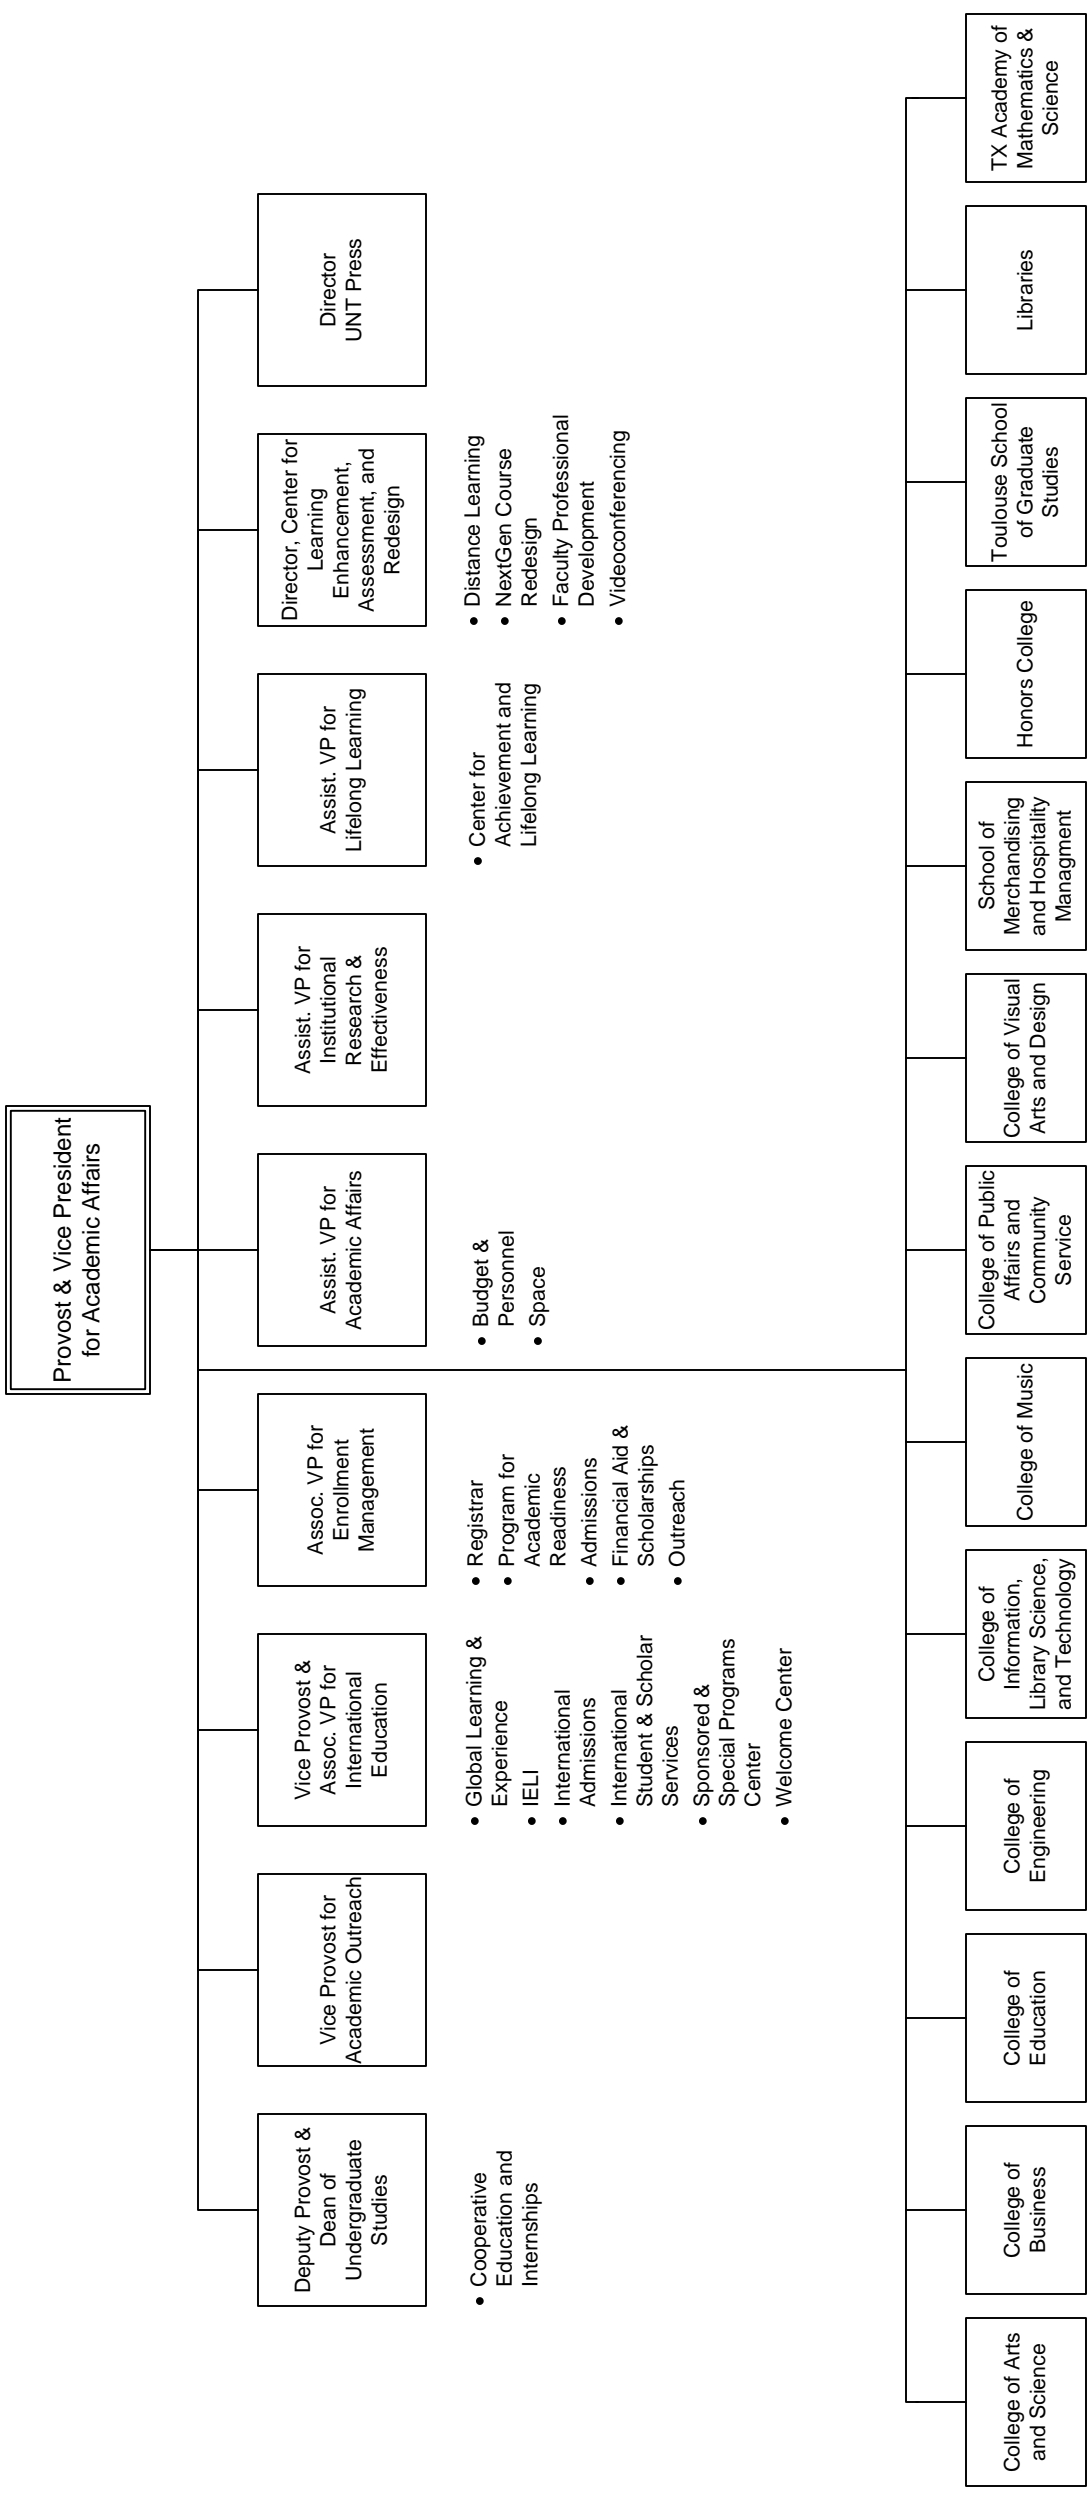 Provost & Vice President
for Academic Affairs
Deputy Provost &
Dean of
Undergraduate
Studies
• Cooperative
Education and
Internships
Vice Provost for
Academic Outreach
Vice Provost &
Assoc. VP for
International
Education
• Global Learning &
Experience
• IELI
• International
Admissions
• International
Student & Scholar
Services
• Sponsored &
Special Programs
Center
• Welcome Center
Assoc. VP for
Enrollment
Management
• Registrar
• Program for
Academic
Readiness
• Admissions
• Financial Aid &
Scholarships
• Outreach
Assist. VP for
Academic Affairs
• Budget &
Personnel
• Space
Assist. VP for
Institutional
Research &
Effectiveness
Assist. VP for
Lifelong Learning
• Center for
Achievement and
Lifelong Learning
Director, Center for
Learning
Enhancement,
Assessment, and
Redesign
• Distance Learning
• NextGen Course
Redesign
• Faculty Professional
Development
• Videoconferencing
Director
UNT Press
College of Arts
and Science
College of
Business
College of
Education
College of
Engineering
College of
Information,
Library Science,
and Technology
College of Music
College of Public
Affairs and
Community
Service
College of Visual
Arts and Design
School of
Merchandising
and Hospitality
Managment
Honors College
Toulouse School
of Graduate
Studies
Libraries
TX Academy of
Mathematics &
Science